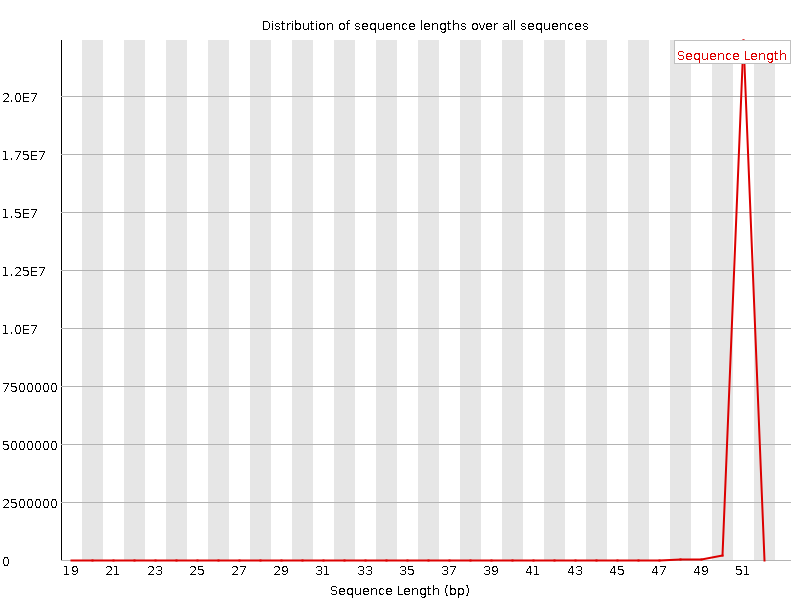 Distribution of sequence lengths over all sequences
Sequence Length
2.0E7
1.75E7
1.5E7
1.25E7
1.0E7
7500000
5000000
2500000
0
19 21 23 25 27 29 31 33 35 37 39 41 43 45 47 49 51
Sequence Length (bp)